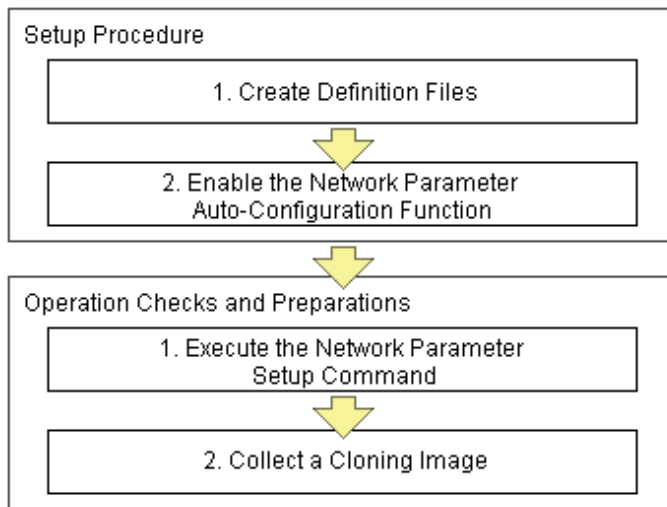 Setup Procedure
1. Create Definition Files
2. Enable the Network Parameter
Auto-Configuration Function
Operation Checks and Preparations
1. Execute the Network Parameter
Setup Command
2. Collect a Cloning Image